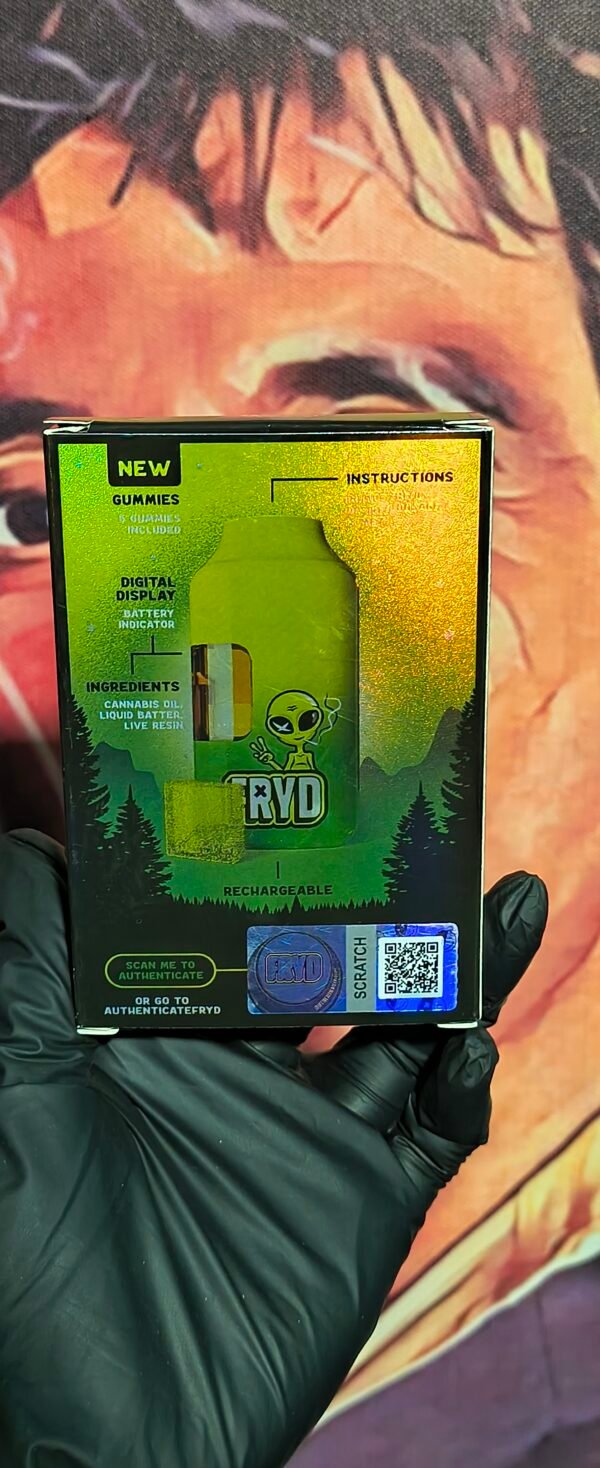 NEW
GUMMIES
5 GUMMIES
INCLUDED
DIGITAL
DISPLAY
BATTERY
INDICATOR
INGREDIENTS
CANNABIS OIL,
LIQUID BATTER,
LIVE RESIN
INSTRUCTIONS
FRYD
RECHARGEABLE
SCAN ME TO
AUTHENTICATE
OR GO TO
AUTHENTICATEFRYD
FRYD
SCRATCH